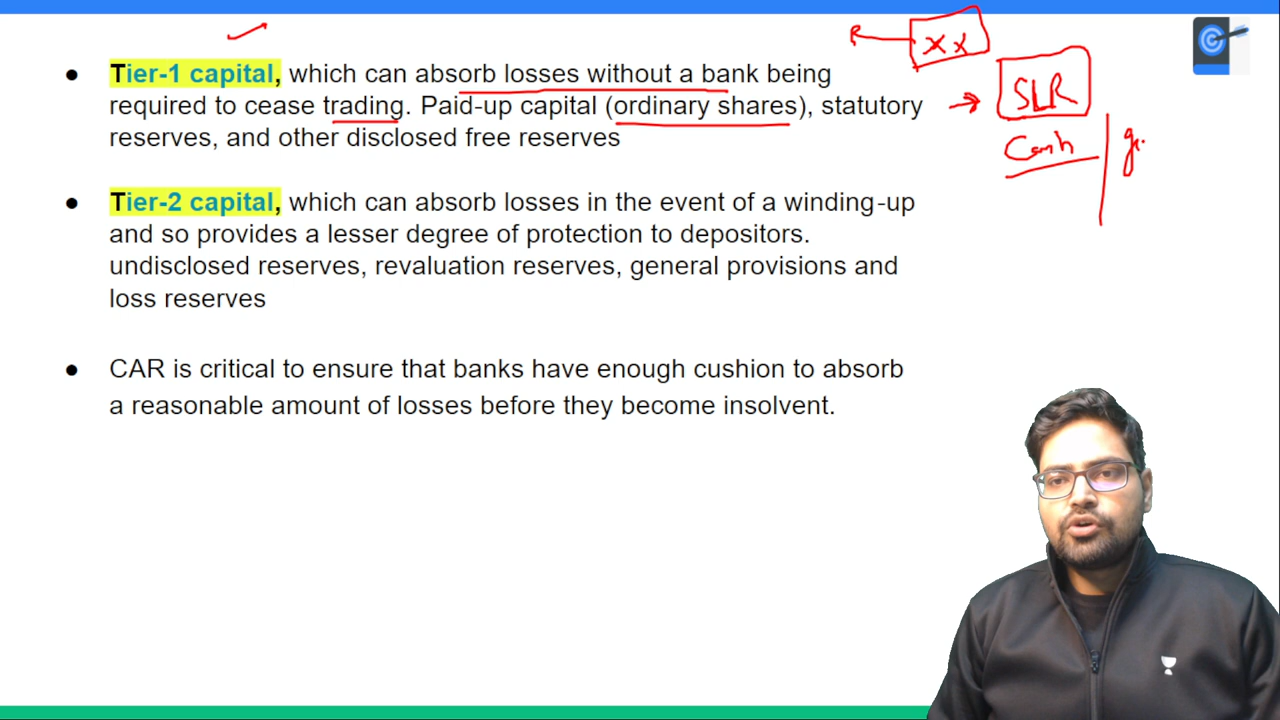 Tier-1 capital, which can absorb losses without a bank being
required to cease trading. Paid-up capital (ordinary shares), statutory
reserves, and other disclosed free reserves
Tier-2 capital, which can absorb losses in the event of a winding-up
and so provides a lesser degree of protection to depositors.
undisclosed reserves, revaluation reserves, general provisions and
loss reserves
CAR is critical to ensure that banks have enough cushion to absorb
a reasonable amount of losses before they become insolvent.
XX
SLR
Cash